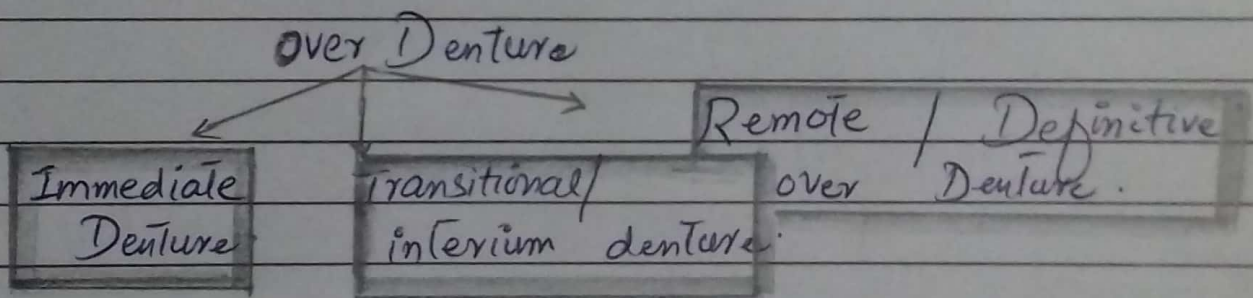 over Denture
Remote / Definitive
over Denture.
Immediate
Denture
Transitional/
interium denture.